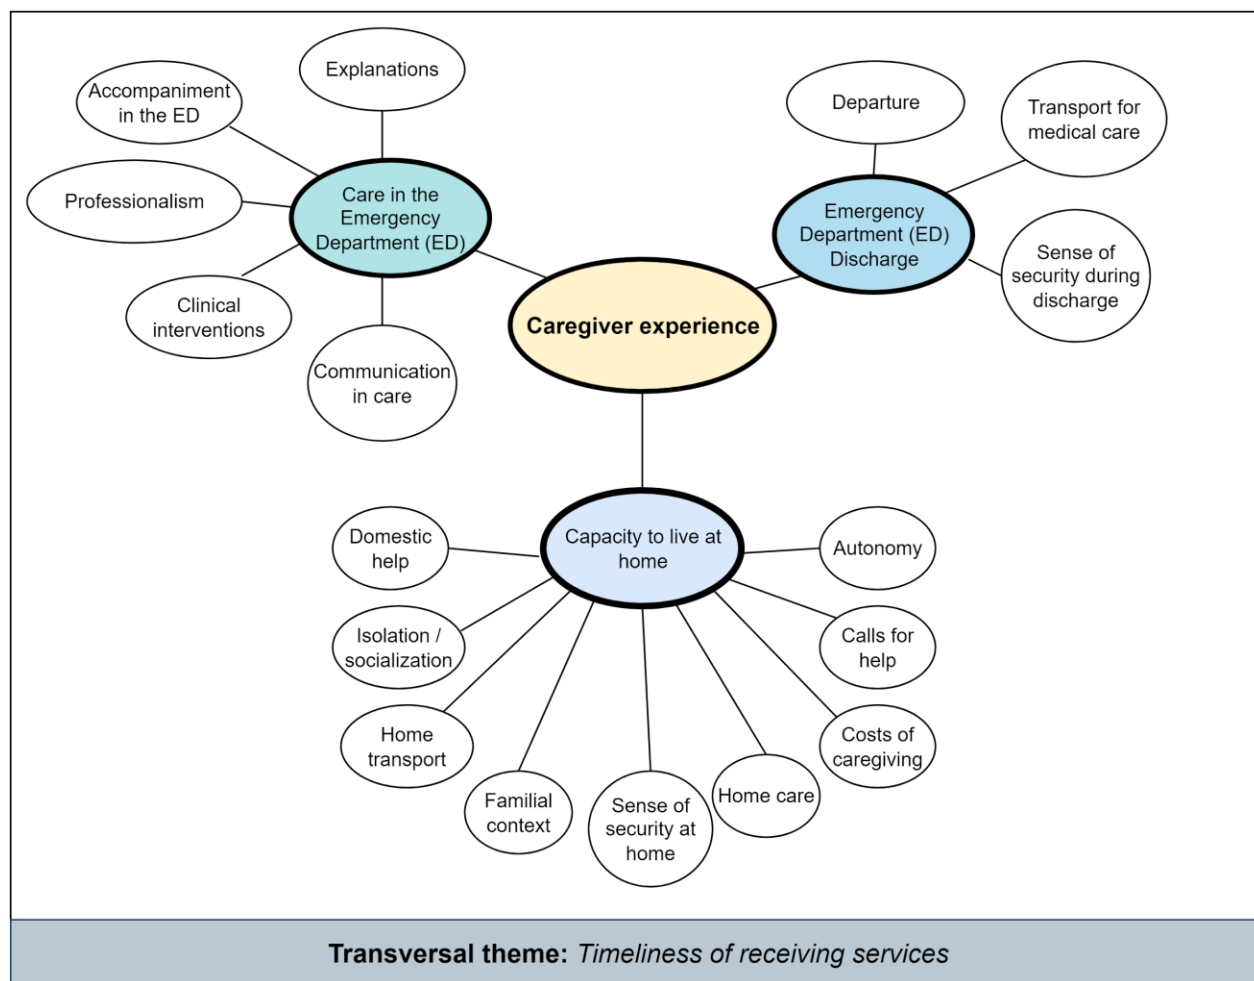 Explanations
Accompaniment
in the ED
Professionalism
Care in the
Emergency
Department (ED)
Clinical
interventions
Communication
in care
Departure
Transport for
medical care
Emergency
Department (ED)
Discharge
Sense of
security during
discharge
Caregiver experience
Capacity to live at
home
Domestic
help
Isolation /
socialization
Home
transport
Familial
context
Sense of
security at
home
Home care
Costs of
caregiving
Calls for
help
Autonomy
Transversal theme: Timeliness of receiving services